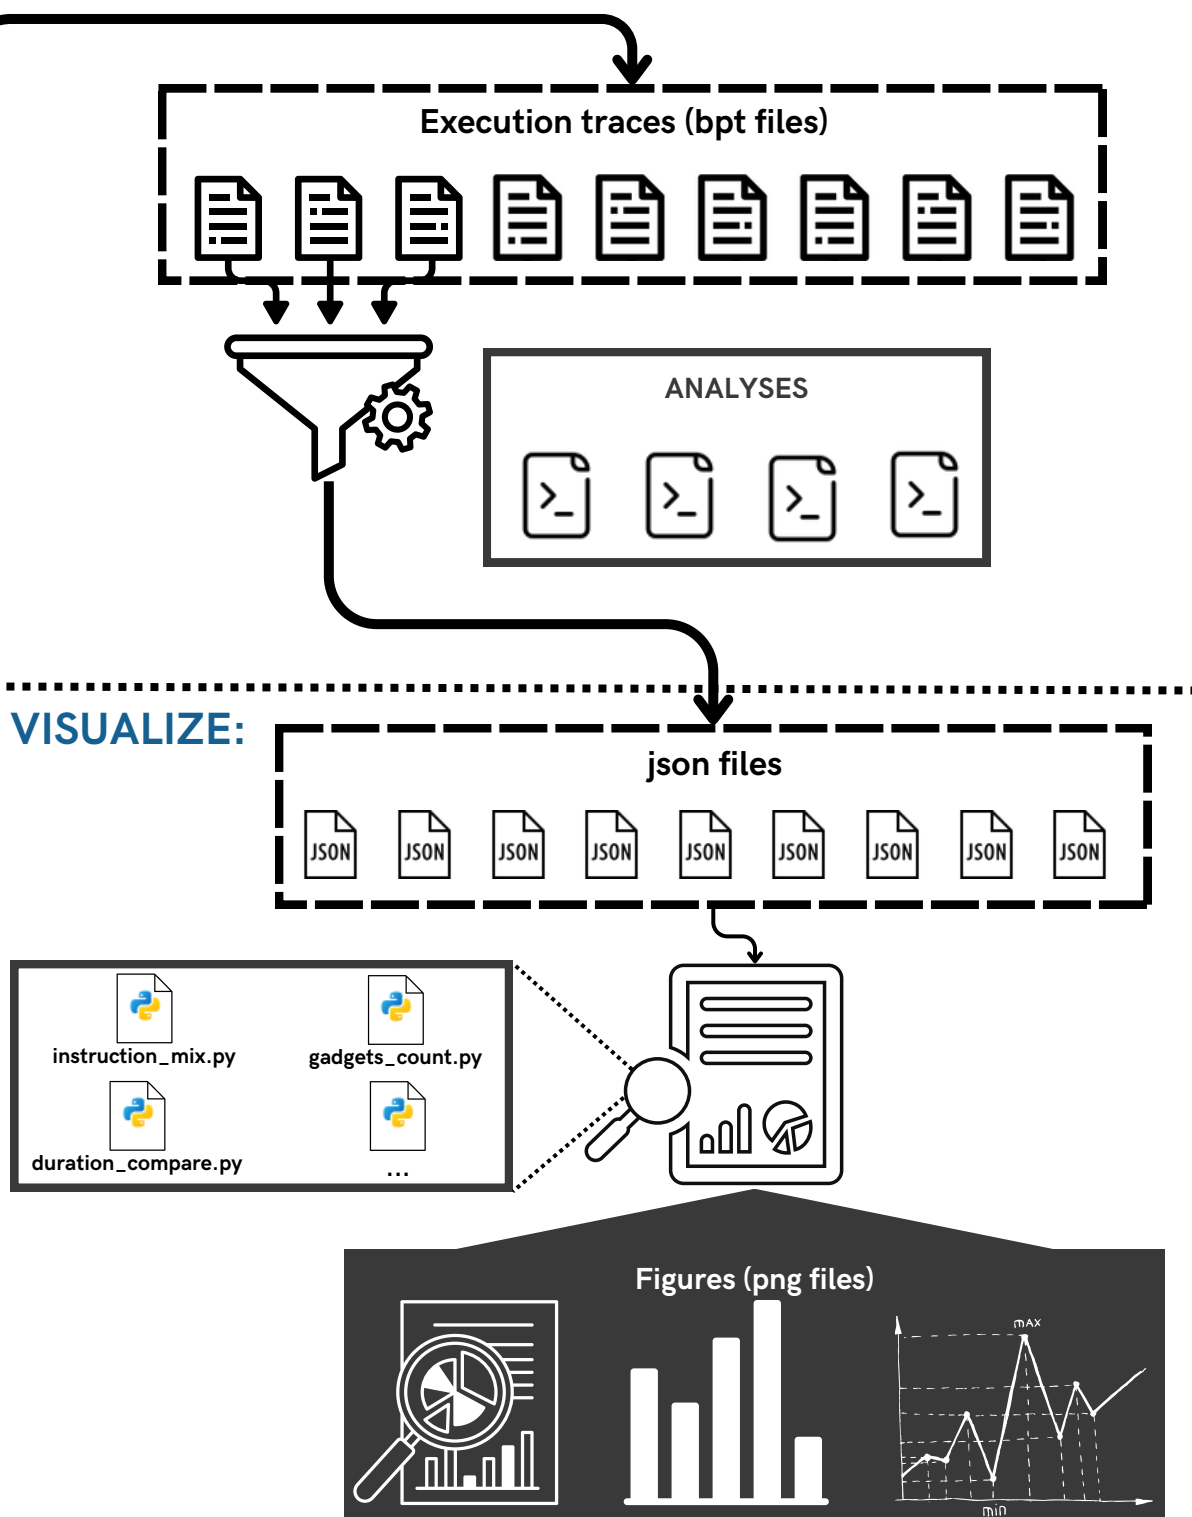 Execution traces (bpt files)
ANALYSES
VISUALIZE:
json files
JSON JSON JSON JSON JSON JSON JSON JSON JSON
instruction_mix.py gadgets_count.py
duration_compare.py ...
Figures (png files)
MAX
min